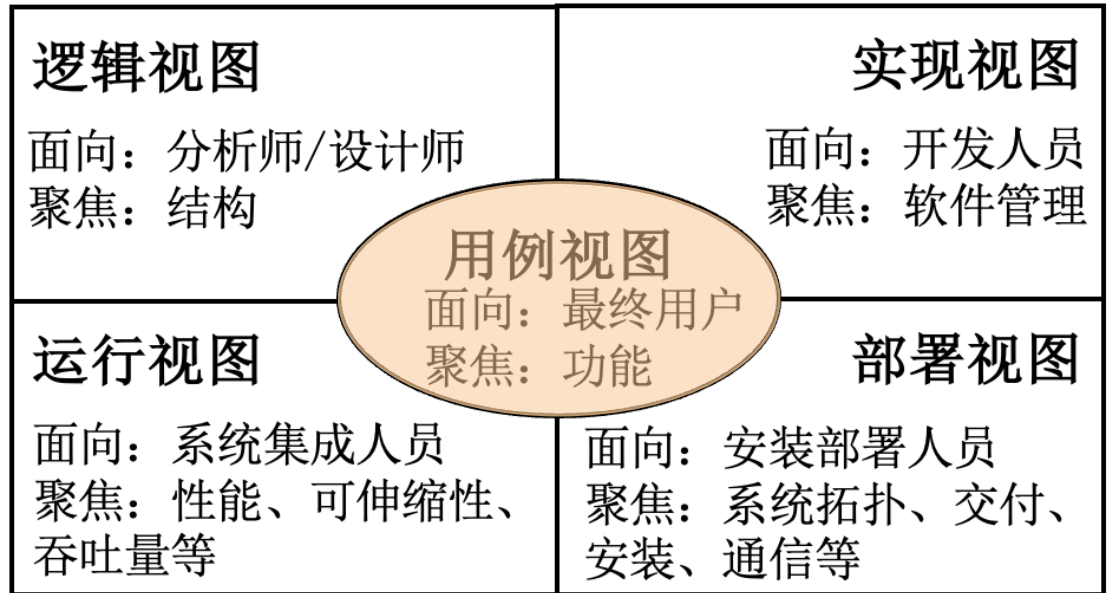 逻辑视图
面向：分析师/设计师
聚焦：结构
实现视图
面向：开发人员
聚焦：软件管理
用例视图
面向：最终用户
聚焦：功能
运行视图
面向：系统集成人员
聚焦：性能、可伸缩性、
吞吐量等
部署视图
面向：安装部署人员
聚焦：系统拓扑、交付、
安装、通信等